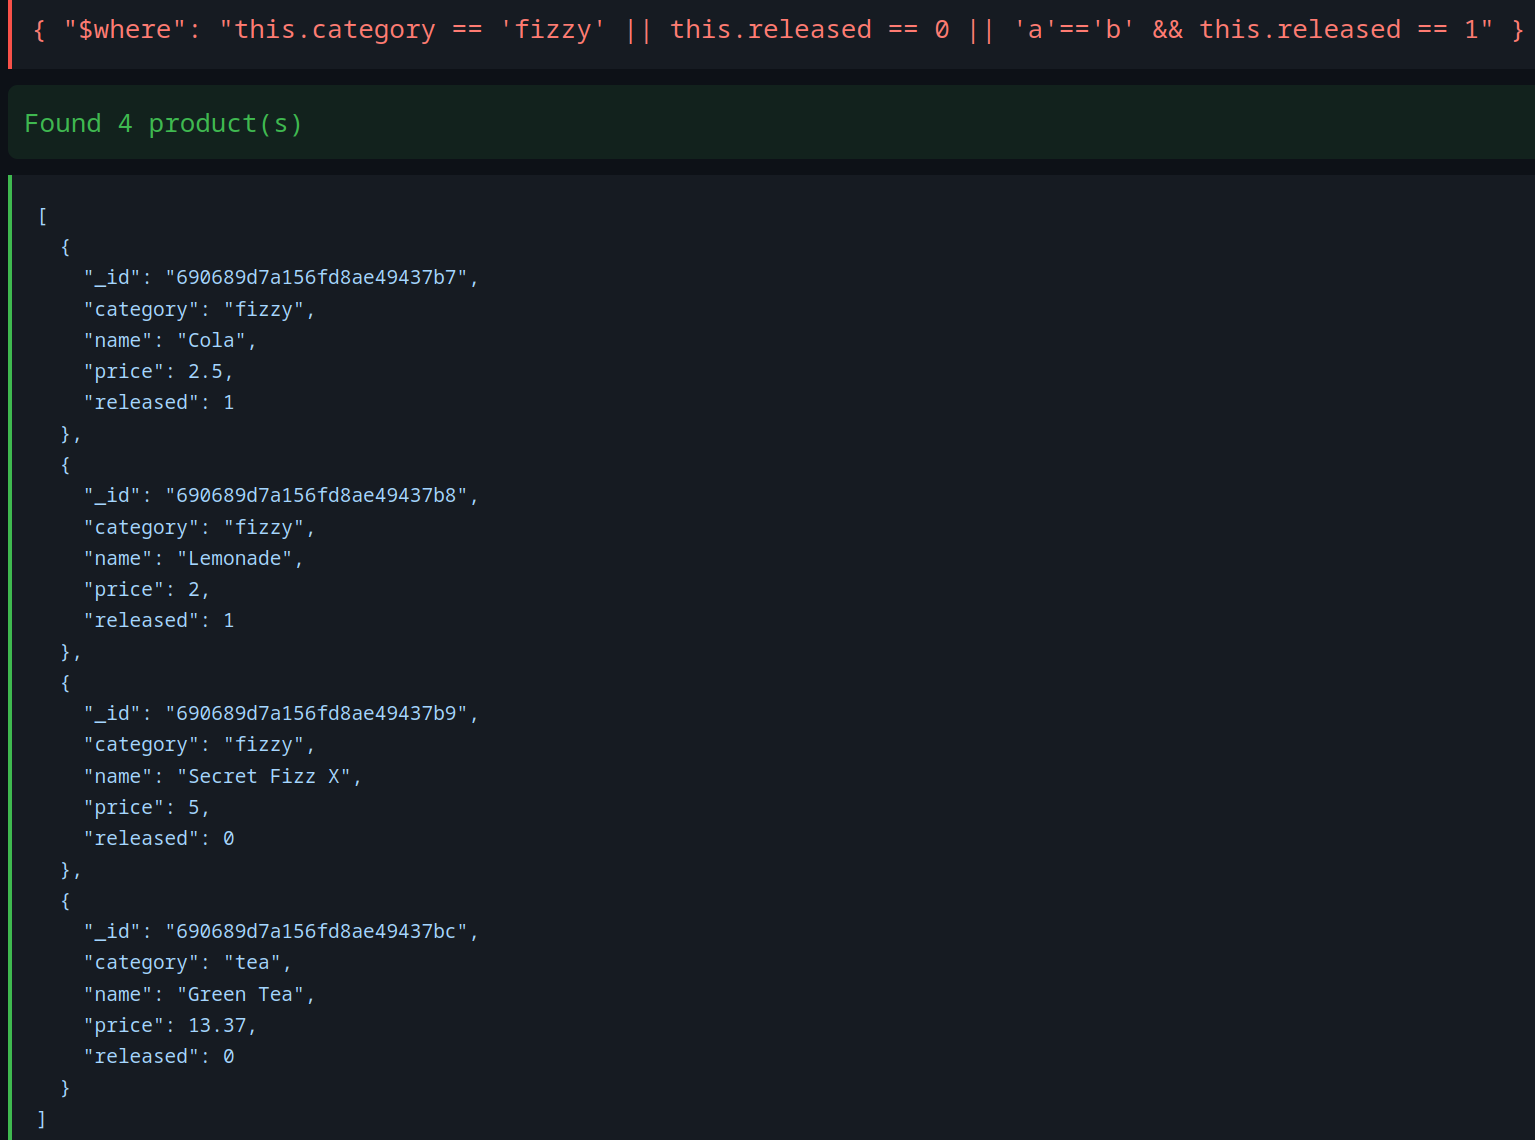 { "$where": "this.category == 'fizzy' || this.released == 0 || 'a'=='b' && this.released == 1" }
Found 4 product(s)
[
  {
    "_id": "690689d7a156fd8ae49437b7",
    "category": "fizzy",
    "name": "Cola",
    "price": 2.5,
    "released": 1
  },
  {
    "_id": "690689d7a156fd8ae49437b8",
    "category": "fizzy",
    "name": "Lemonade",
    "price": 2,
    "released": 1
  },
  {
    "_id": "690689d7a156fd8ae49437b9",
    "category": "fizzy",
    "name": "Secret Fizz X",
    "price": 5,
    "released": 0
  },
  {
    "_id": "690689d7a156fd8ae49437bc",
    "category": "tea",
    "name": "Green Tea",
    "price": 13.37,
    "released": 0
  }
]